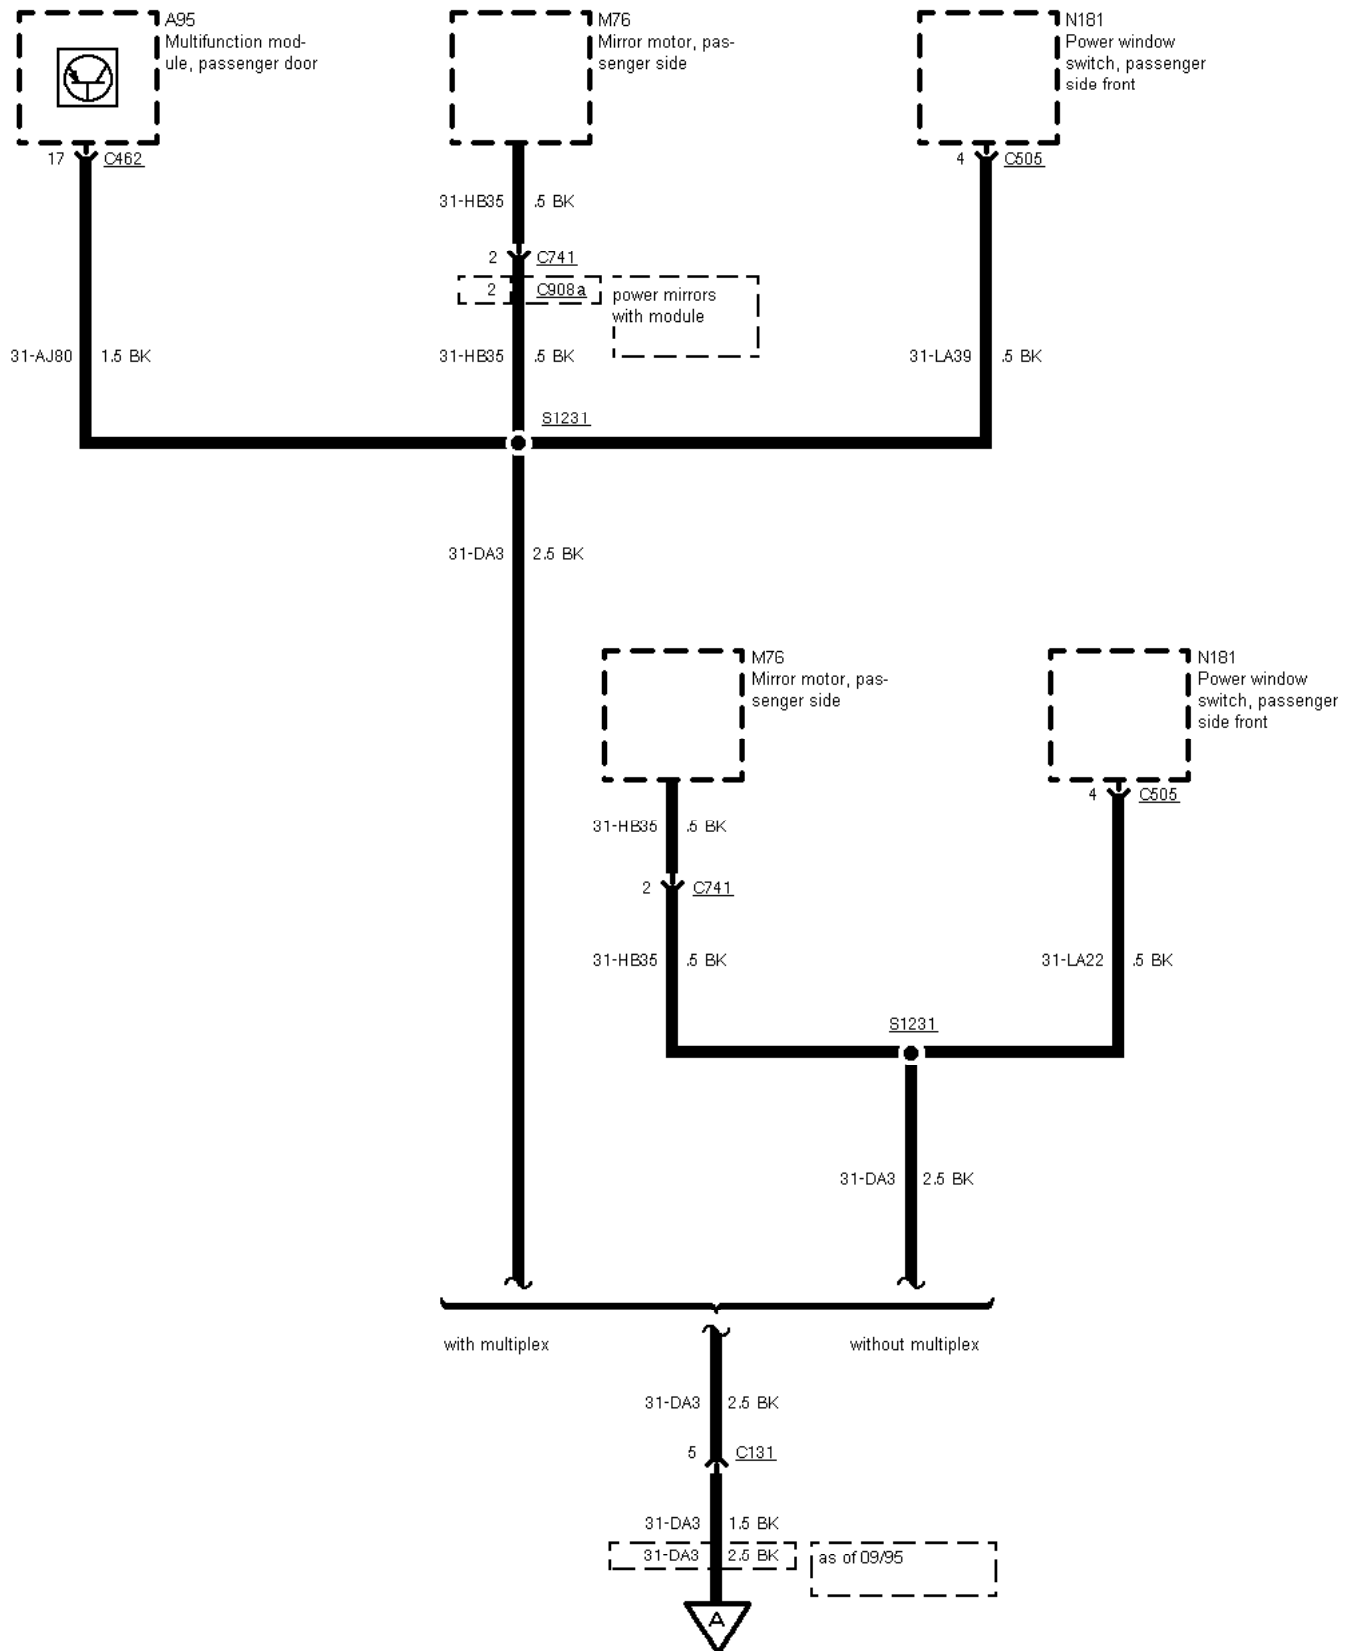 A95
Multifunction mod-
ule, passenger door
M76
Mirror motor, pas-
senger side
N181
Power window
switch, passenger
side front
17 C462
4 C505
31-HB35 .5 BK
2 C741
2 C908a
power mirrors
with module
31-AJ80 1.5 BK
31-HB35 .5 BK
31-LA39 .5 BK
S1231
31-DA3 2.5 BK
M76
Mirror motor, pas-
senger side
N181
Power window
switch, passenger
side front
4 C505
31-HB35 .5 BK
2 C741
31-HB35 .5 BK
31-LA22 .5 BK
S1231
31-DA3 2.5 BK
with multiplex
without multiplex
31-DA3 2.5 BK
5 C131
31-DA3 1.5 BK
31-DA3 2.5 BK
as of 09/95
A